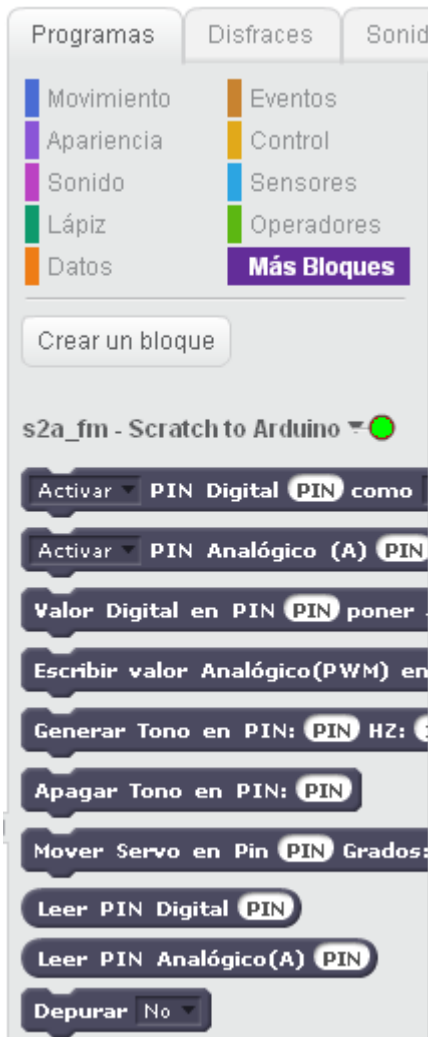 Programas Disfraces Sonid
Movimiento Eventos
Apariencia Control
Sonido Sensores
Lápiz Operadores
Datos Más Bloques
Crear un bloque
s2a_fm - Scratch to Arduino
Activar PIN Digital PIN como
Activar PIN Analógico (A) PIN
Valor Digital en PIN PIN poner
Escribir valor Analógico(PWM) en
Generar Tono en PIN: PIN HZ:
Apagar Tono en PIN: PIN
Mover Servo en Pin PIN Grados:
Leer PIN Digital PIN
Leer PIN Analógico(A) PIN
Depurar No